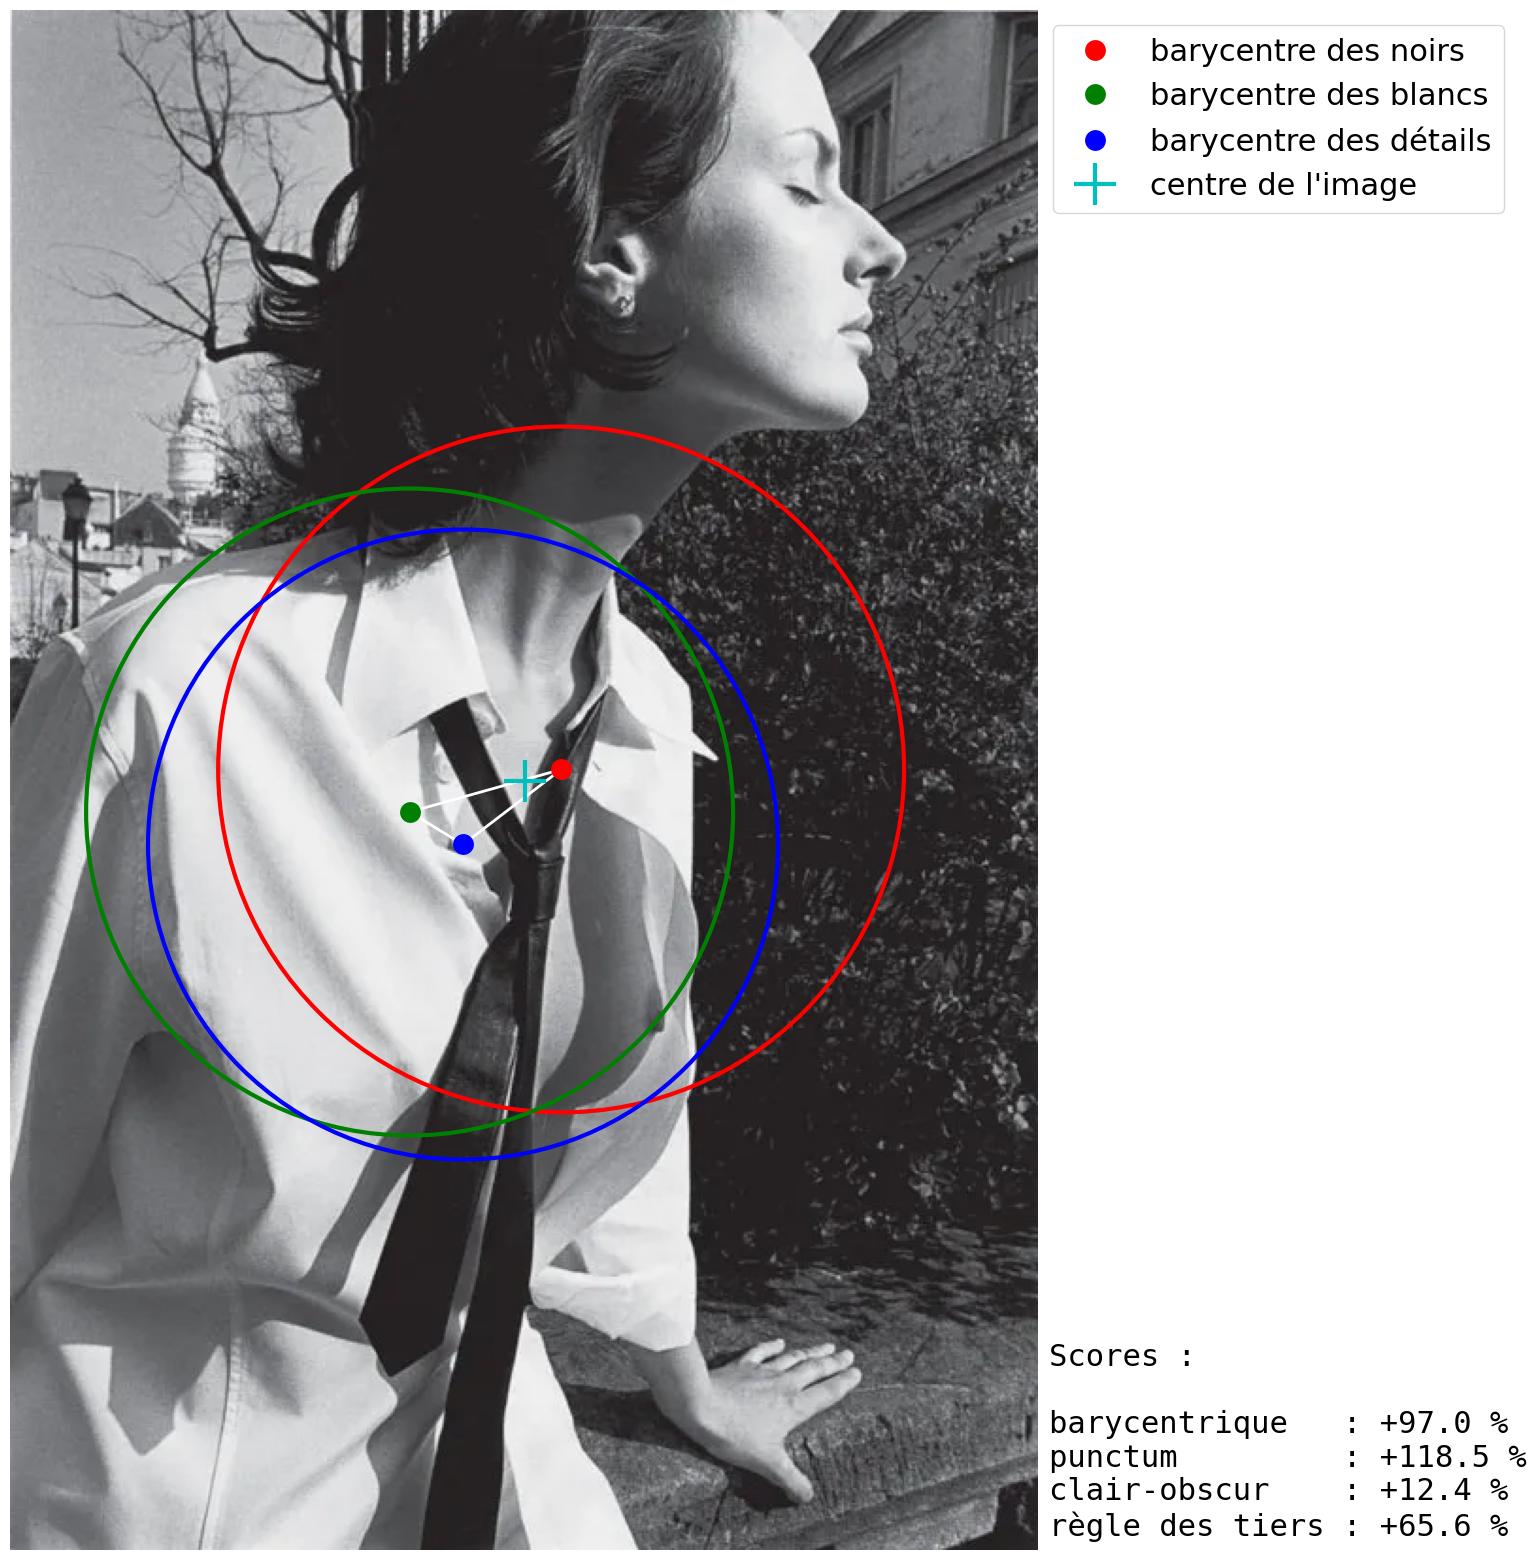 barycentre des noirs
barycentre des blancs
barycentre des détails
centre de l'image
Scores :
barycentrique : +97.0 %
punctum : +118.5 %
clair-obscur : +12.4 %
règle des tiers : +65.6 %